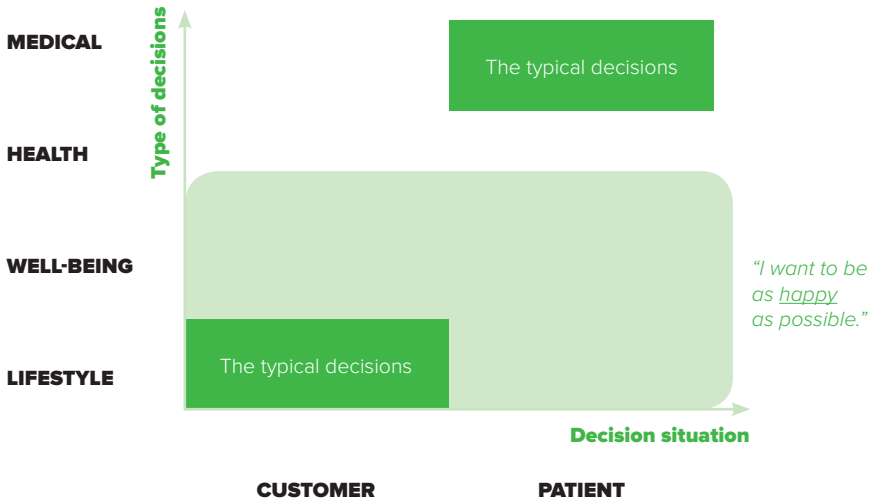 MEDICAL
Type of decisions
The typical decisions
HEALTH
WELL-BEING
“I want to be
as happy
as possible.”
The typical decisions
LIFESTYLE
Decision situation
CUSTOMER
PATIENT